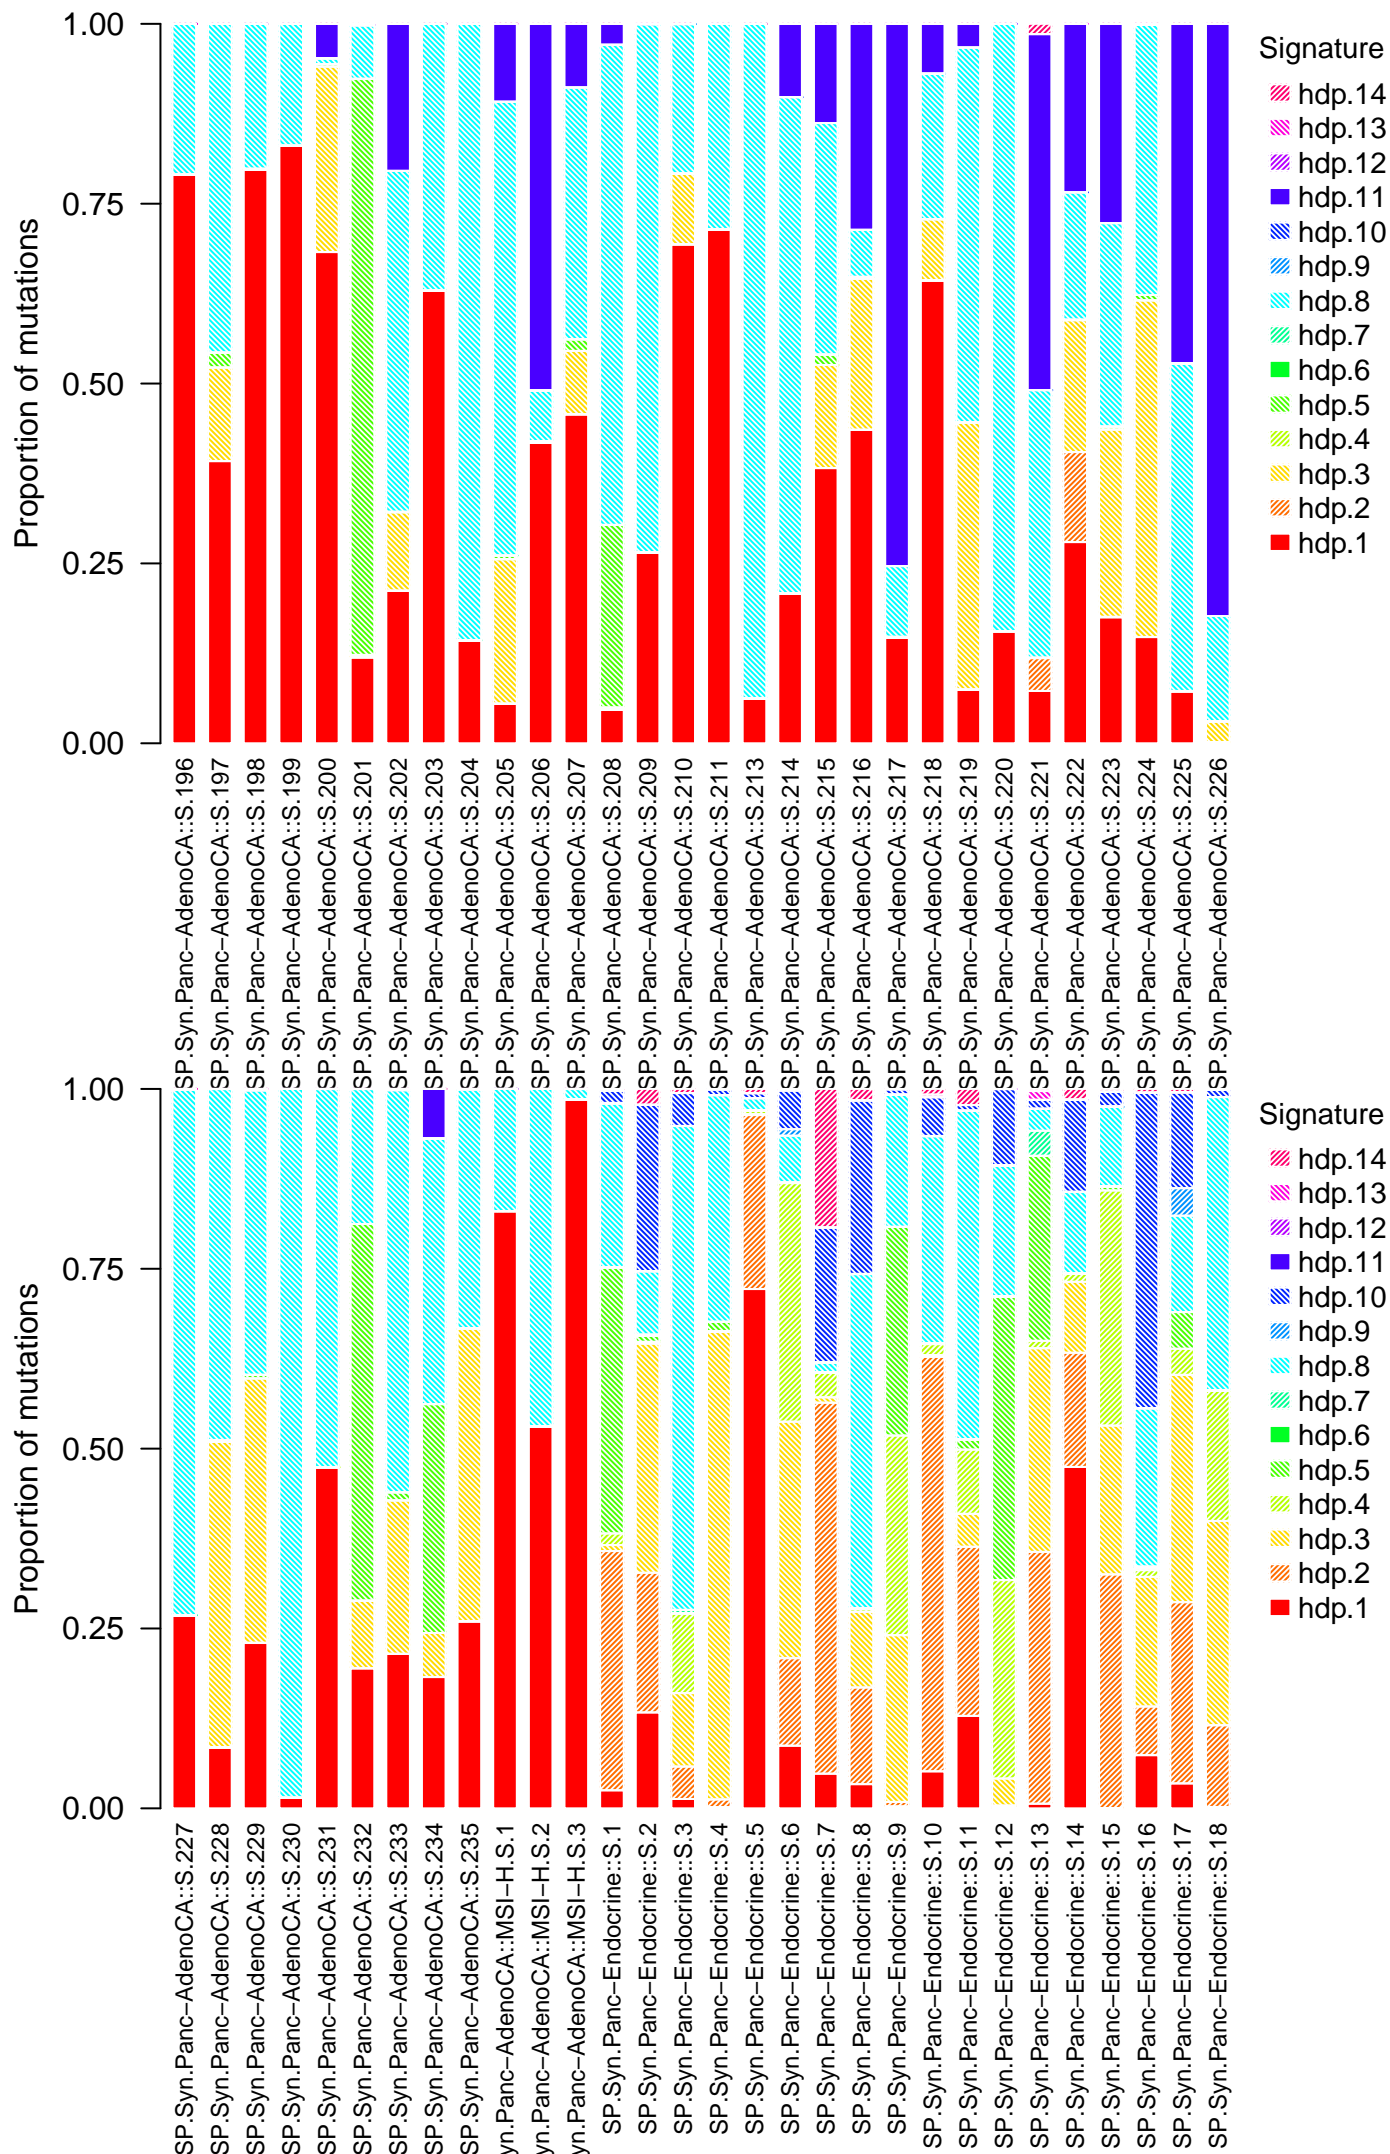 Proportion of mutations
1.00
0.75
0.50
0.25
0.00
SP.Syn.Panc−AdenoCA::S.196
SP.Syn.Panc−AdenoCA::S.197
SP.Syn.Panc−AdenoCA::S.198
SP.Syn.Panc−AdenoCA::S.199
SP.Syn.Panc−AdenoCA::S.200
SP.Syn.Panc−AdenoCA::S.201
SP.Syn.Panc−AdenoCA::S.202
SP.Syn.Panc−AdenoCA::S.203
SP.Syn.Panc−AdenoCA::S.204
SP.Syn.Panc−AdenoCA::S.205
SP.Syn.Panc−AdenoCA::S.206
SP.Syn.Panc−AdenoCA::S.207
SP.Syn.Panc−AdenoCA::S.208
SP.Syn.Panc−AdenoCA::S.209
SP.Syn.Panc−AdenoCA::S.210
SP.Syn.Panc−AdenoCA::S.211
SP.Syn.Panc−AdenoCA::S.213
SP.Syn.Panc−AdenoCA::S.214
SP.Syn.Panc−AdenoCA::S.215
SP.Syn.Panc−AdenoCA::S.216
SP.Syn.Panc−AdenoCA::S.217
SP.Syn.Panc−AdenoCA::S.218
SP.Syn.Panc−AdenoCA::S.219
SP.Syn.Panc−AdenoCA::S.220
SP.Syn.Panc−AdenoCA::S.221
SP.Syn.Panc−AdenoCA::S.222
SP.Syn.Panc−AdenoCA::S.223
SP.Syn.Panc−AdenoCA::S.224
SP.Syn.Panc−AdenoCA::S.225
SP.Syn.Panc−AdenoCA::S.226
Signature
hdp.14
hdp.13
hdp.12
hdp.11
hdp.10
hdp.9
hdp.8
hdp.7
hdp.6
hdp.5
hdp.4
hdp.3
hdp.2
hdp.1
Proportion of mutations
1.00
0.75
0.50
0.25
0.00
SP.Syn.Panc−AdenoCA::S.227
SP.Syn.Panc−AdenoCA::S.228
SP.Syn.Panc−AdenoCA::S.229
SP.Syn.Panc−AdenoCA::S.230
SP.Syn.Panc−AdenoCA::S.231
SP.Syn.Panc−AdenoCA::S.232
SP.Syn.Panc−AdenoCA::S.233
SP.Syn.Panc−AdenoCA::S.234
SP.Syn.Panc−AdenoCA::S.235
yn.Panc−AdenoCA::MSI−H.S.1
yn.Panc−AdenoCA::MSI−H.S.2
yn.Panc−AdenoCA::MSI−H.S.3
SP.Syn.Panc−Endocrine::S.1
SP.Syn.Panc−Endocrine::S.2
SP.Syn.Panc−Endocrine::S.3
SP.Syn.Panc−Endocrine::S.4
SP.Syn.Panc−Endocrine::S.5
SP.Syn.Panc−Endocrine::S.6
SP.Syn.Panc−Endocrine::S.7
SP.Syn.Panc−Endocrine::S.8
SP.Syn.Panc−Endocrine::S.9
SP.Syn.Panc−Endocrine::S.10
SP.Syn.Panc−Endocrine::S.11
SP.Syn.Panc−Endocrine::S.12
SP.Syn.Panc−Endocrine::S.13
SP.Syn.Panc−Endocrine::S.14
SP.Syn.Panc−Endocrine::S.15
SP.Syn.Panc−Endocrine::S.16
SP.Syn.Panc−Endocrine::S.17
SP.Syn.Panc−Endocrine::S.18
Signature
hdp.14
hdp.13
hdp.12
hdp.11
hdp.10
hdp.9
hdp.8
hdp.7
hdp.6
hdp.5
hdp.4
hdp.3
hdp.2
hdp.1